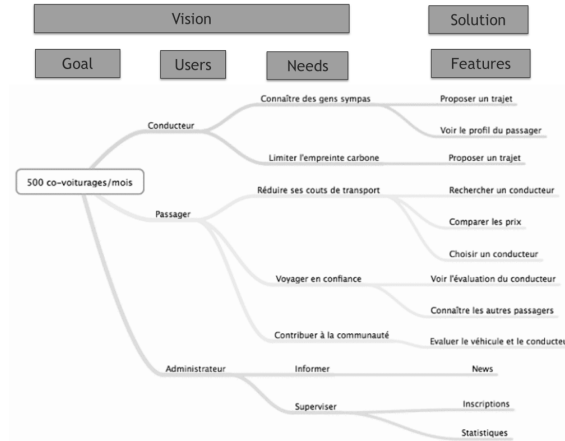 Vision
Solution
Goal
Users
Needs
Features
Connaître des gens sympas
Proposer un trajet
Conducteur
Voir le profil du passager
Limiter l'empreinte carbone
Proposer un trajet
500 co-voiturages/mois
Réduire ses couts de transport
Rechercher un conducteur
Passager
Comparer les prix
Choisir un conducteur
Voyager en confiance
Voir l'évaluation du conducteur
Connaître les autres passagers
Contribuer à la communauté
Evaluer le véhicule et le conducteu
Administrateur
Informer
News
Superviser
Inscriptions
Statistiques